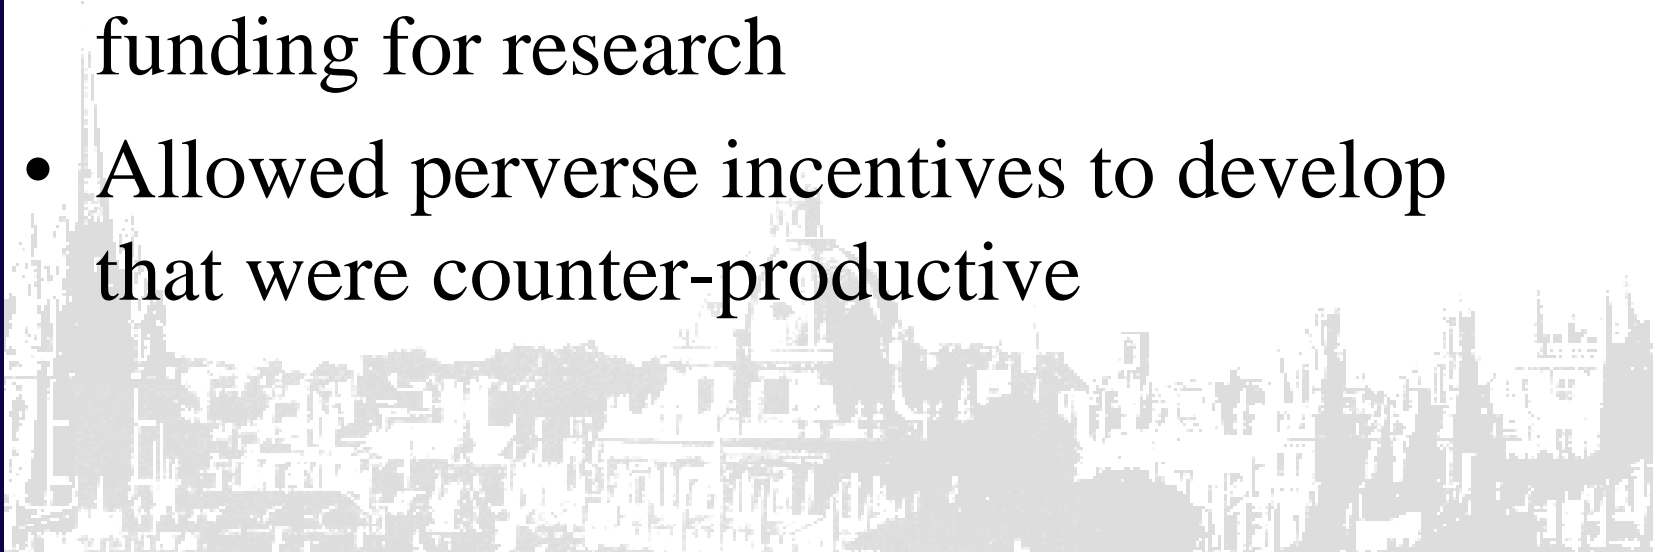 funding for research
• Allowed perverse incentives to develop
that were counter-productive